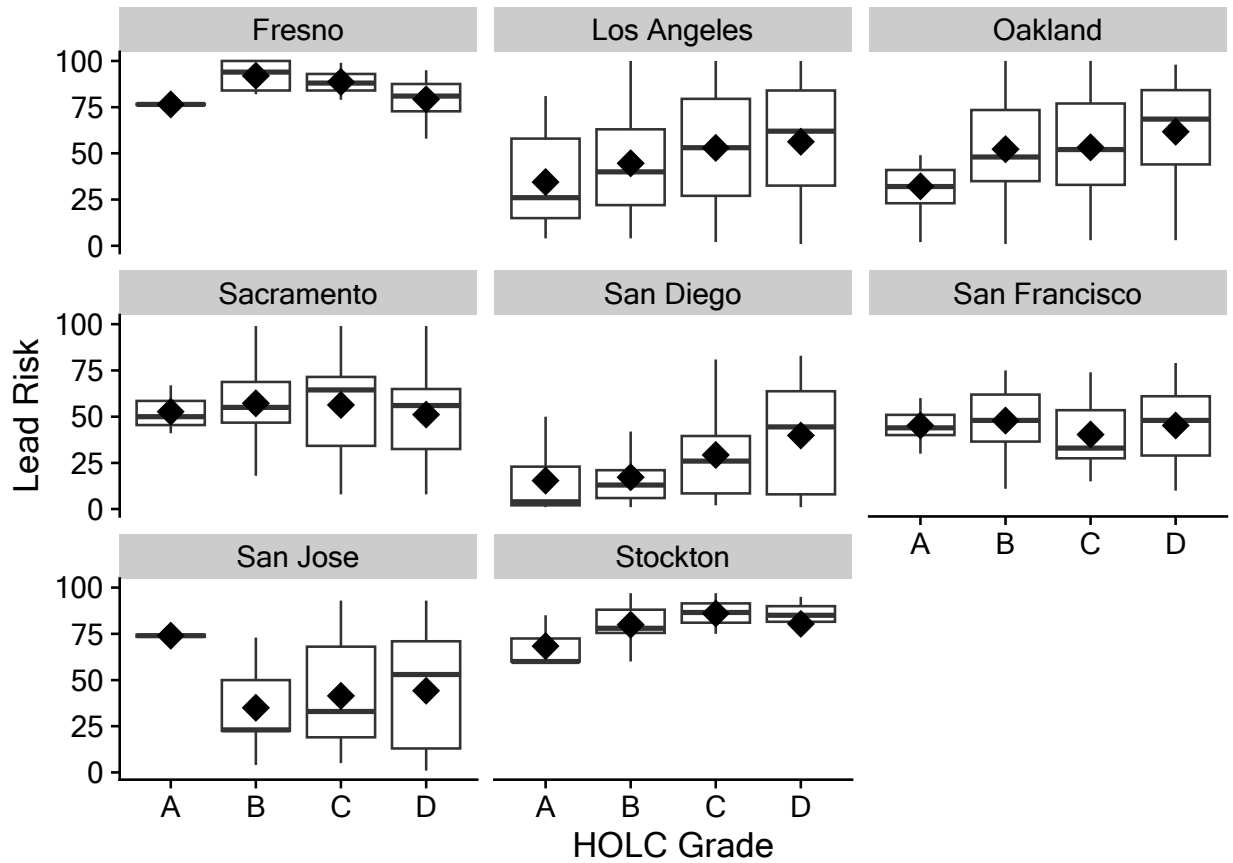 Fresno Los Angeles Oakland
100
75
50
25
0
Sacramento San Diego San Francisco
Lead Risk
100
75
50
25
0
A B C D
San Jose Stockton
100
75
50
25
0
A B C D A B C D
HOLC Grade